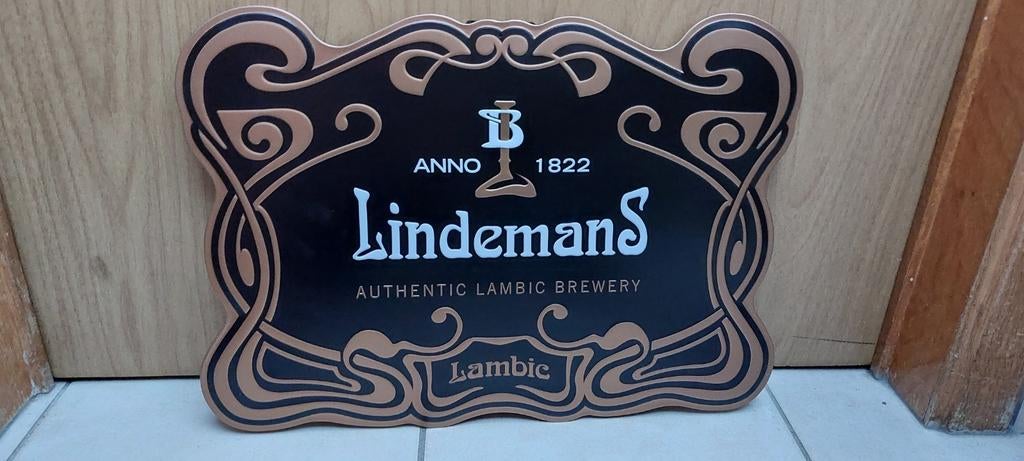 B
ANNO 1822
LindemanS
AUTHENTIC LAMBIC BREWERY
Lambic